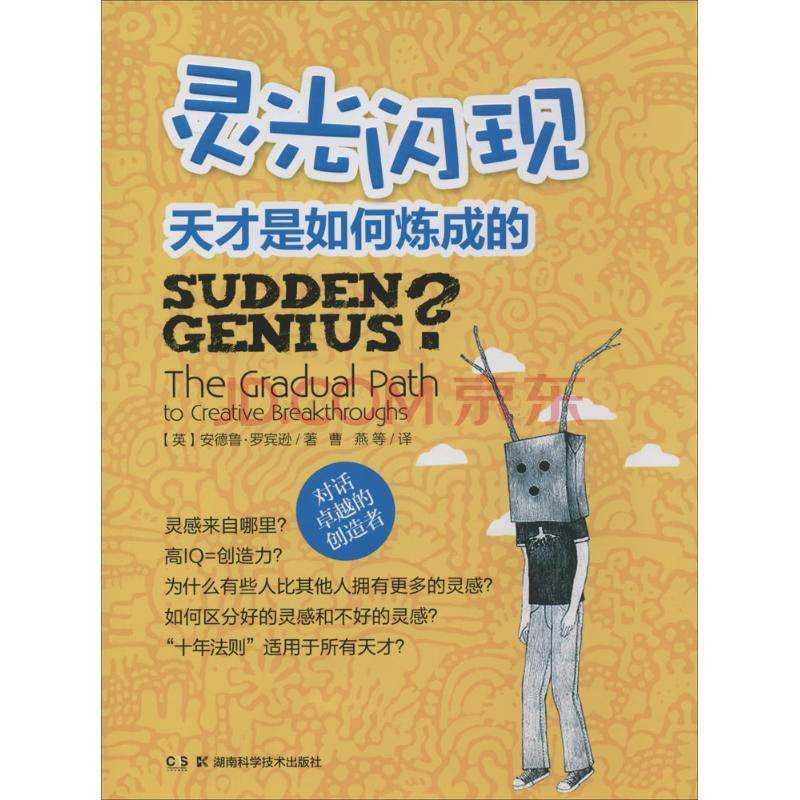 灵光闪现
天才是如何炼成的
SUDDEN
GENIUS?
The Gradual Path
to Creative Breakthroughs
JD.COM 京东
【英】安德鲁·罗宾逊/著 曹 燕 等/译
对话
卓越的
创造者
灵感来自哪里?
高IQ=创造力?
为什么有些人比其他人拥有更多的灵感?
如何区分好的灵感和不好的灵感?
“十年法则”适用于所有天才?
湖南科学技术出版社